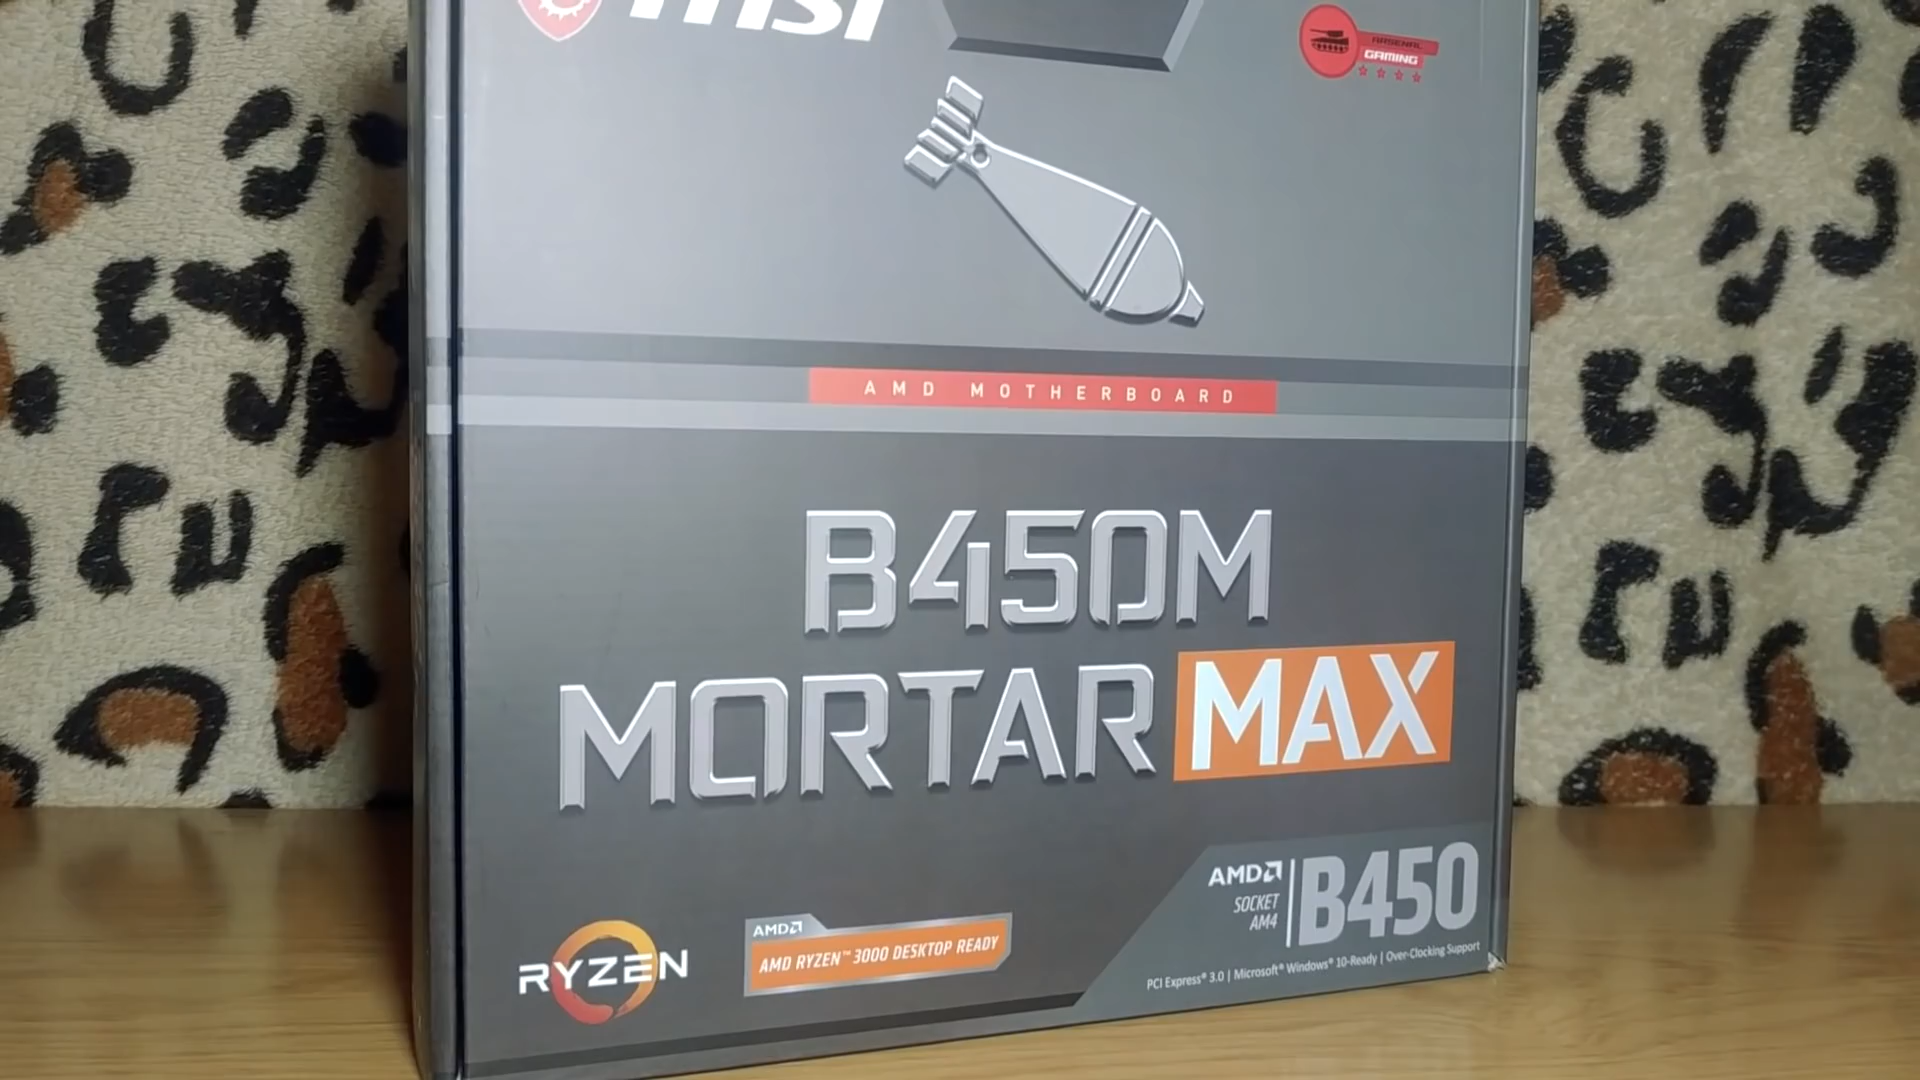 msi
ARSENAL
GAMING
AMD MOTHERBOARD
B450M
MORTAR MAX
AMD
SOCKET
AM4
B450
RYZEN
AMD
AMD RYZEN™ 3000 DESKTOP READY
PCI Express® 3.0 | Microsoft® Windows® 10-Ready | Over-Clocking Support